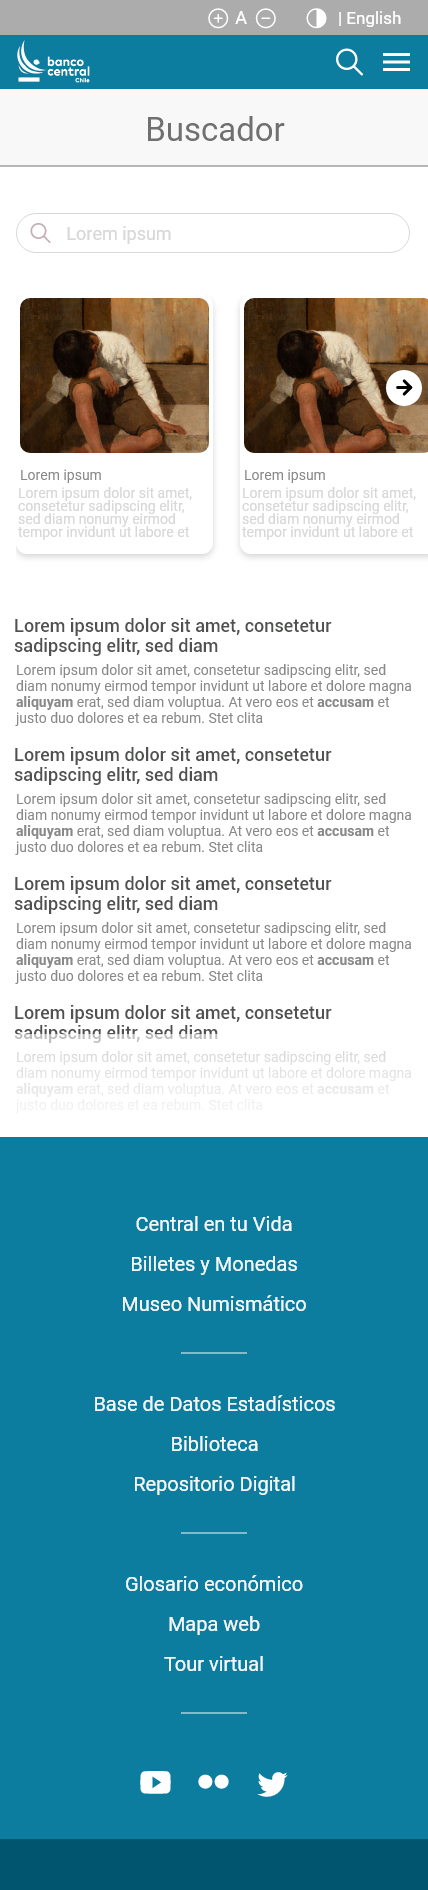 A | English
banco
central
Chile
Buscador
Lorem ipsum
Lorem ipsum
Lorem ipsum dolor sit amet,
consetetur sadipscing elitr,
sed diam nonumy eirmod
tempor invidunt ut labore et
Lorem ipsum
Lorem ipsum dolor sit amet,
consetetur sadipscing elitr,
sed diam nonumy eirmod
tempor invidunt ut labore et
Lorem ipsum dolor sit amet, consetetur
sadipscing elitr, sed diam
Lorem ipsum dolor sit amet, consetetur sadipscing elitr, sed
diam nonumy eirmod tempor invidunt ut labore et dolore magna
aliquyam erat, sed diam voluptua. At vero eos et accusam et
justo duo dolores et ea rebum. Stet clita
Lorem ipsum dolor sit amet, consetetur
sadipscing elitr, sed diam
Lorem ipsum dolor sit amet, consetetur sadipscing elitr, sed
diam nonumy eirmod tempor invidunt ut labore et dolore magna
aliquyam erat, sed diam voluptua. At vero eos et accusam et
justo duo dolores et ea rebum. Stet clita
Lorem ipsum dolor sit amet, consetetur
sadipscing elitr, sed diam
Lorem ipsum dolor sit amet, consetetur sadipscing elitr, sed
diam nonumy eirmod tempor invidunt ut labore et dolore magna
aliquyam erat, sed diam voluptua. At vero eos et accusam et
justo duo dolores et ea rebum. Stet clita
Lorem ipsum dolor sit amet, consetetur
sadipscing elitr, sed diam
Lorem ipsum dolor sit amet, consetetur sadipscing elitr, sed
diam nonumy eirmod tempor invidunt ut labore et dolore magna
aliquyam erat, sed diam voluptua. At vero eos et accusam et
justo duo dolores et ea rebum. Stet clita
Central en tu Vida
Billetes y Monedas
Museo Numismático
Base de Datos Estadísticos
Biblioteca
Repositorio Digital
Glosario económico
Mapa web
Tour virtual